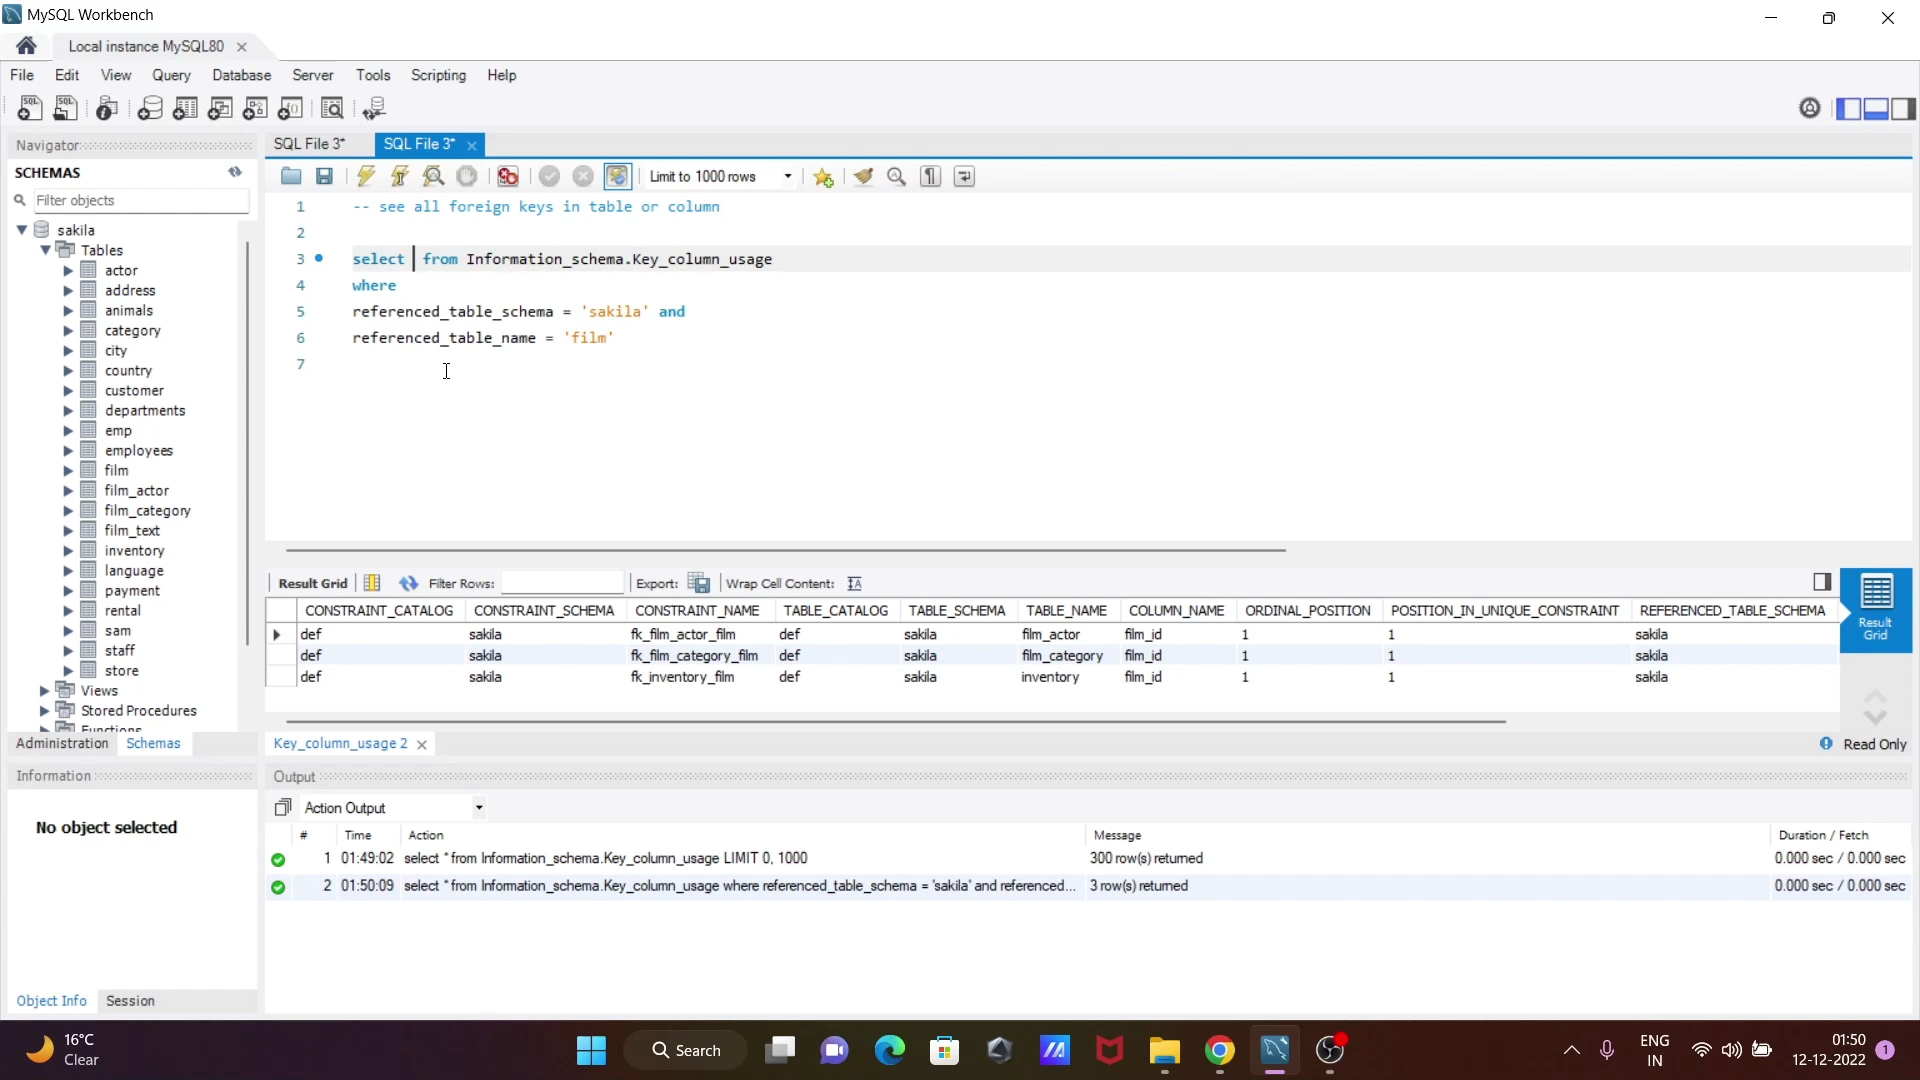 MySQL Workbench
Local instance MySQL80
File Edit View Query Database Server Tools Scripting Help
Navigator
SCHEMAS
Filter objects
sakila
Tables
actor
address
animals
category
city
country
customer
departments
emp
employees
film
film_actor
film_category
film_text
inventory
language
payment
rental
sam
staff
store
Views
Stored Procedures
Functions
Administration Schemas
Information
No object selected
Object Info Session
SQL File 3* SQL File 3*
Limit to 1000 rows
1 -- see all foreign keys in table or column
2
3 select from Information_schema.Key_column_usage
4 where
5 referenced_table_schema = 'sakila' and
6 referenced_table_name = 'film'
7
Result Grid Filter Rows: Export: Wrap Cell Content:
CONSTRAINT_CATALOG CONSTRAINT_SCHEMA CONSTRAINT_NAME TABLE_CATALOG TABLE_SCHEMA TABLE_NAME COLUMN_NAME ORDINAL_POSITION POSITION_IN_UNIQUE_CONSTRAINT REFERENCED_TABLE_SCHEMA
def sakila fk_film_actor_film def sakila film_actor film_id 1 1 sakila
def sakila fk_film_category_film def sakila film_category film_id 1 1 sakila
def sakila fk_inventory_film def sakila inventory film_id 1 1 sakila
Result
Grid
Key_column_usage 2
Read Only
Output
Action Output
# Time Action Message Duration / Fetch
1 01:49:02 select * from Information_schema.Key_column_usage LIMIT 0, 1000 300 row(s) returned 0.000 sec / 0.000 sec
2 01:50:09 select * from Information_schema.Key_column_usage where referenced_table_schema = 'sakila' and referenced... 3 row(s) returned 0.000 sec / 0.000 sec
16°C
Clear
Search
ENG
IN
01:50
12-12-2022
1